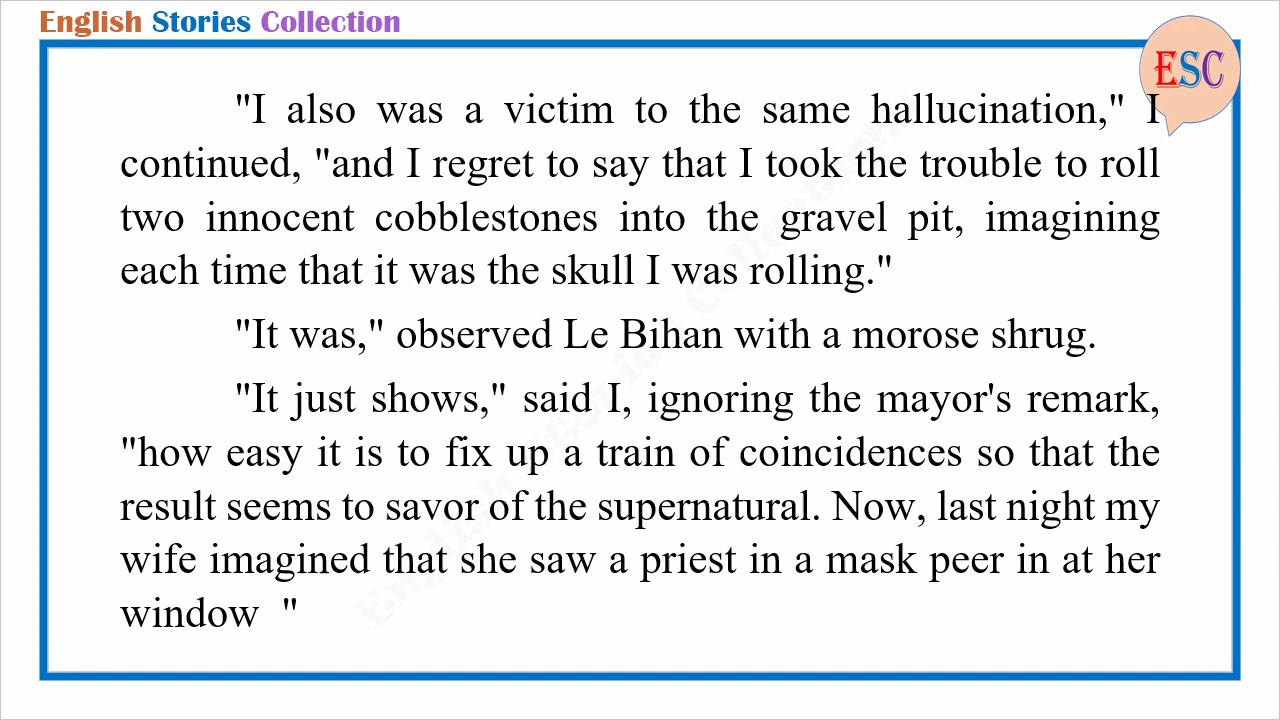 English Stories Collection
ESC
"I also was a victim to the same hallucination," I
continued, "and I regret to say that I took the trouble to roll
two innocent cobblestones into the gravel pit, imagining
each time that it was the skull I was rolling."
"It was," observed Le Bihan with a morose shrug.
"It just shows," said I, ignoring the mayor's remark,
"how easy it is to fix up a train of coincidences so that the
result seems to savor of the supernatural. Now, last night my
wife imagined that she saw a priest in a mask peer in at her
window  "
English Stories Collection